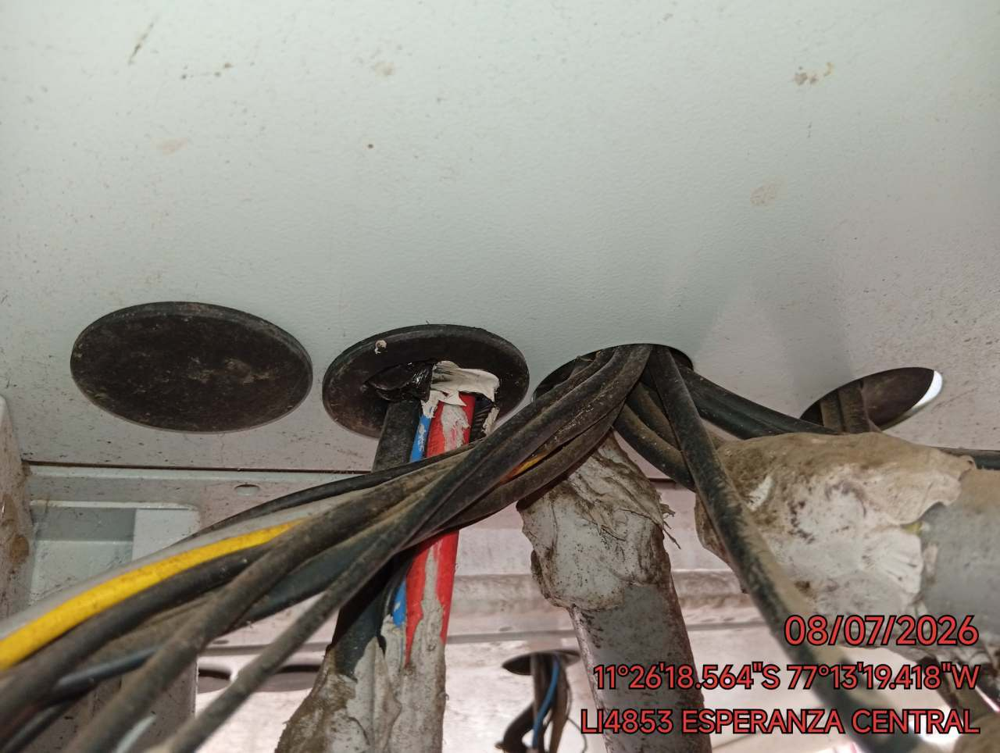 08/07/2026
11°26'18.564"S 77°13'19.418"W
LI4853 ESPERANZA CENTRAL